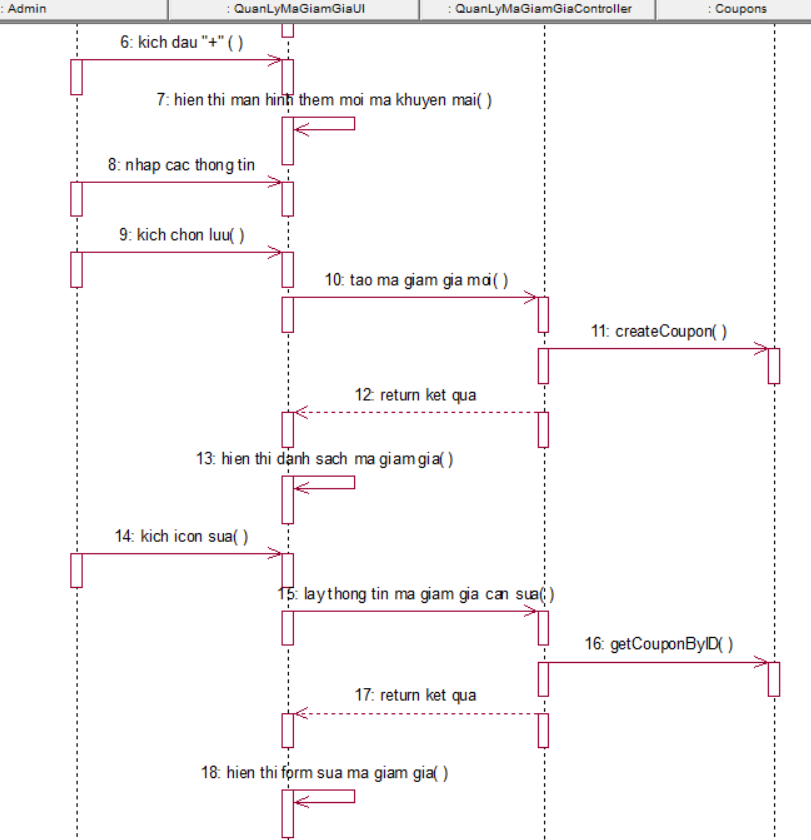 : Admin
: QuanLyMaGiamGiaUI
: QuanLyMaGiamGiaController
: Coupons
6: kich dau "+" ( )
7: hien thi man hinh them moi ma khuyen mai( )
8: nhap cac thong tin
9: kich chon luu( )
10: tao ma giam gia moi( )
11: createCoupon( )
12: return ket qua
13: hien thi danh sach ma giam gia( )
14: kich icon sua( )
15: lay thong tin ma giam gia can sua( )
16: getCouponByID( )
17: return ket qua
18: hien thi form sua ma giam gia( )